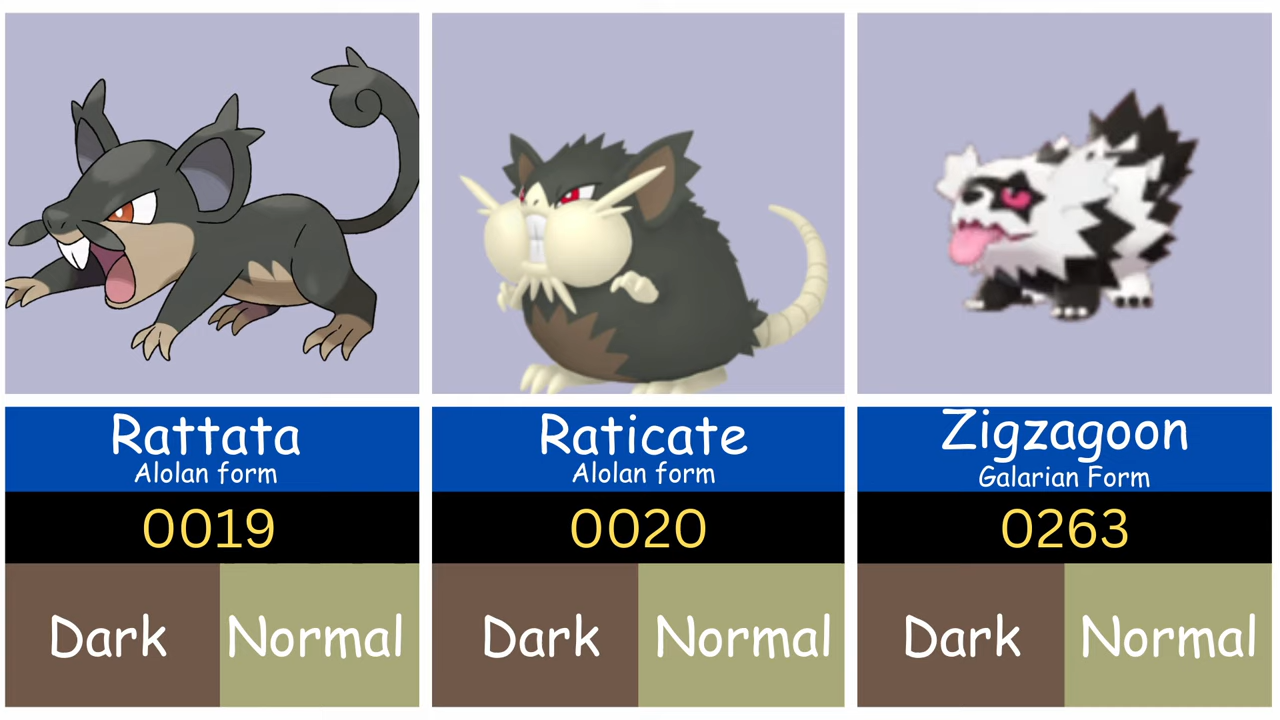 Rattata
Alolan form
0019
Dark Normal
Raticate
Alolan form
0020
Dark Normal
Zigzagoon
Galarian Form
0263
Dark Normal